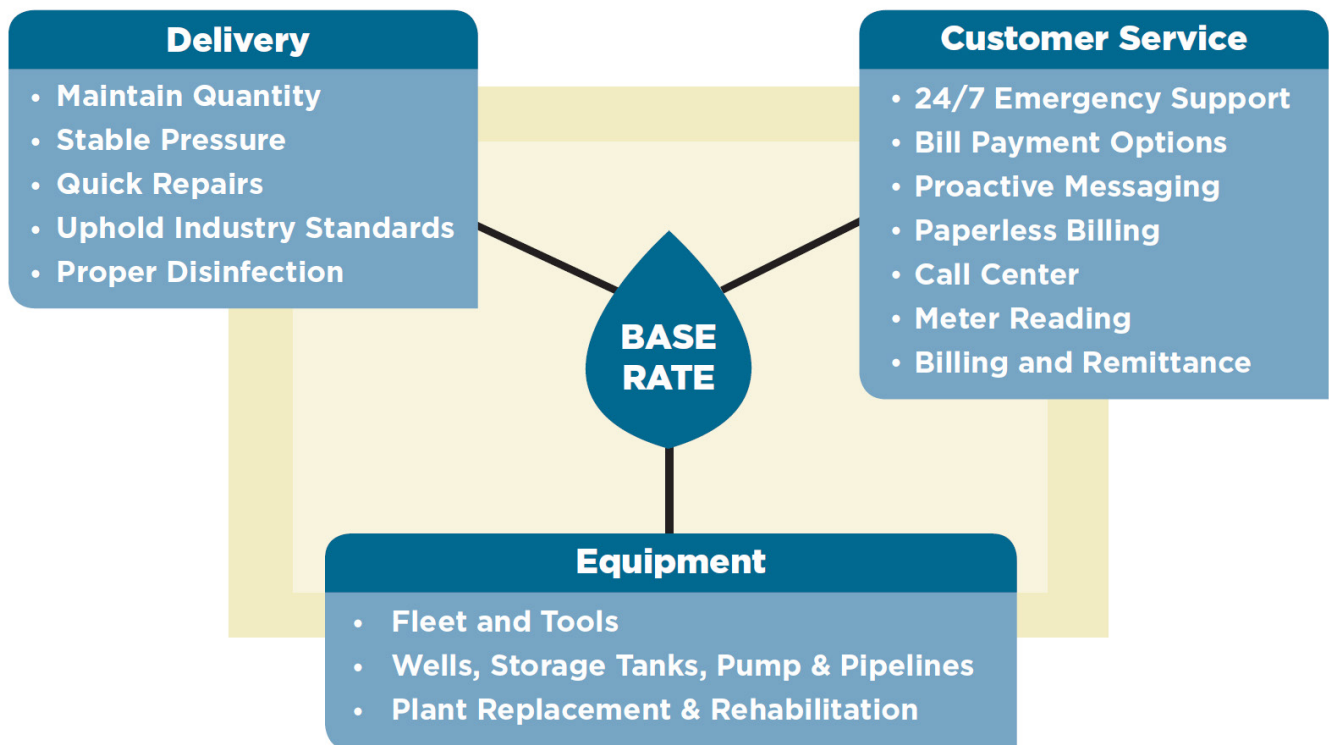 Delivery
• Maintain Quantity
• Stable Pressure
• Quick Repairs
• Uphold Industry Standards
• Proper Disinfection
Customer Service
• 24/7 Emergency Support
• Bill Payment Options
• Proactive Messaging
• Paperless Billing
• Call Center
• Meter Reading
• Billing and Remittance
BASE
RATE
Equipment
• Fleet and Tools
• Wells, Storage Tanks, Pump & Pipelines
• Plant Replacement & Rehabilitation